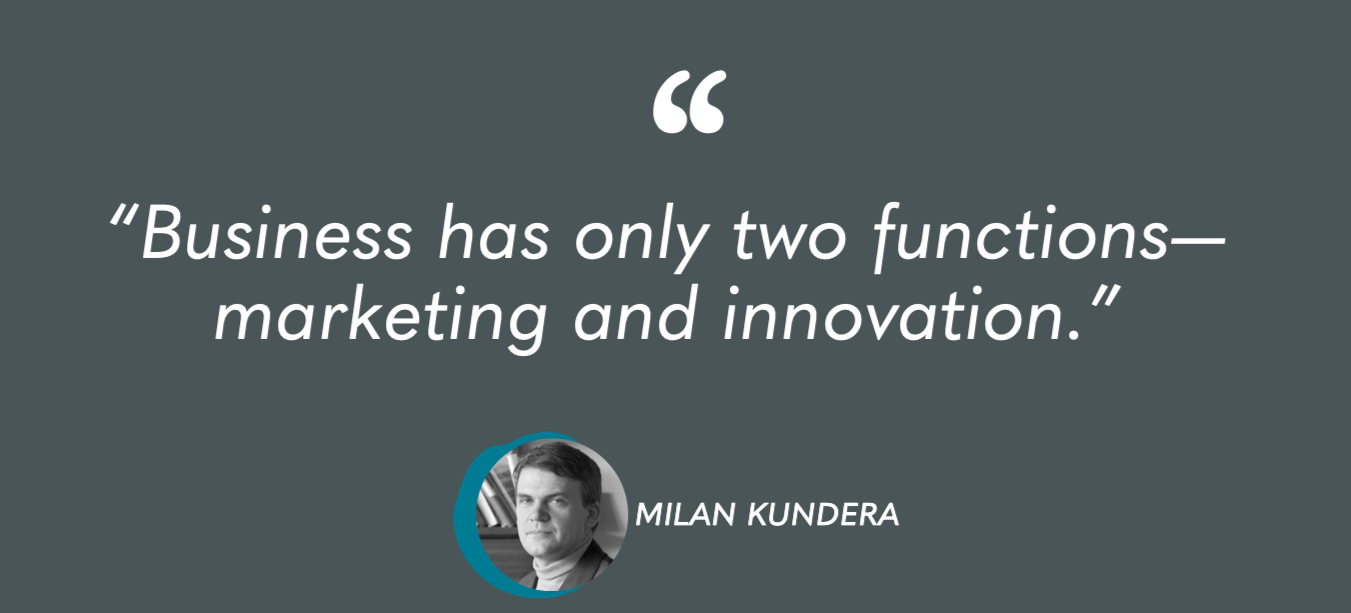 “
“Business has only two functions—
marketing and innovation.”
MILAN KUNDERA